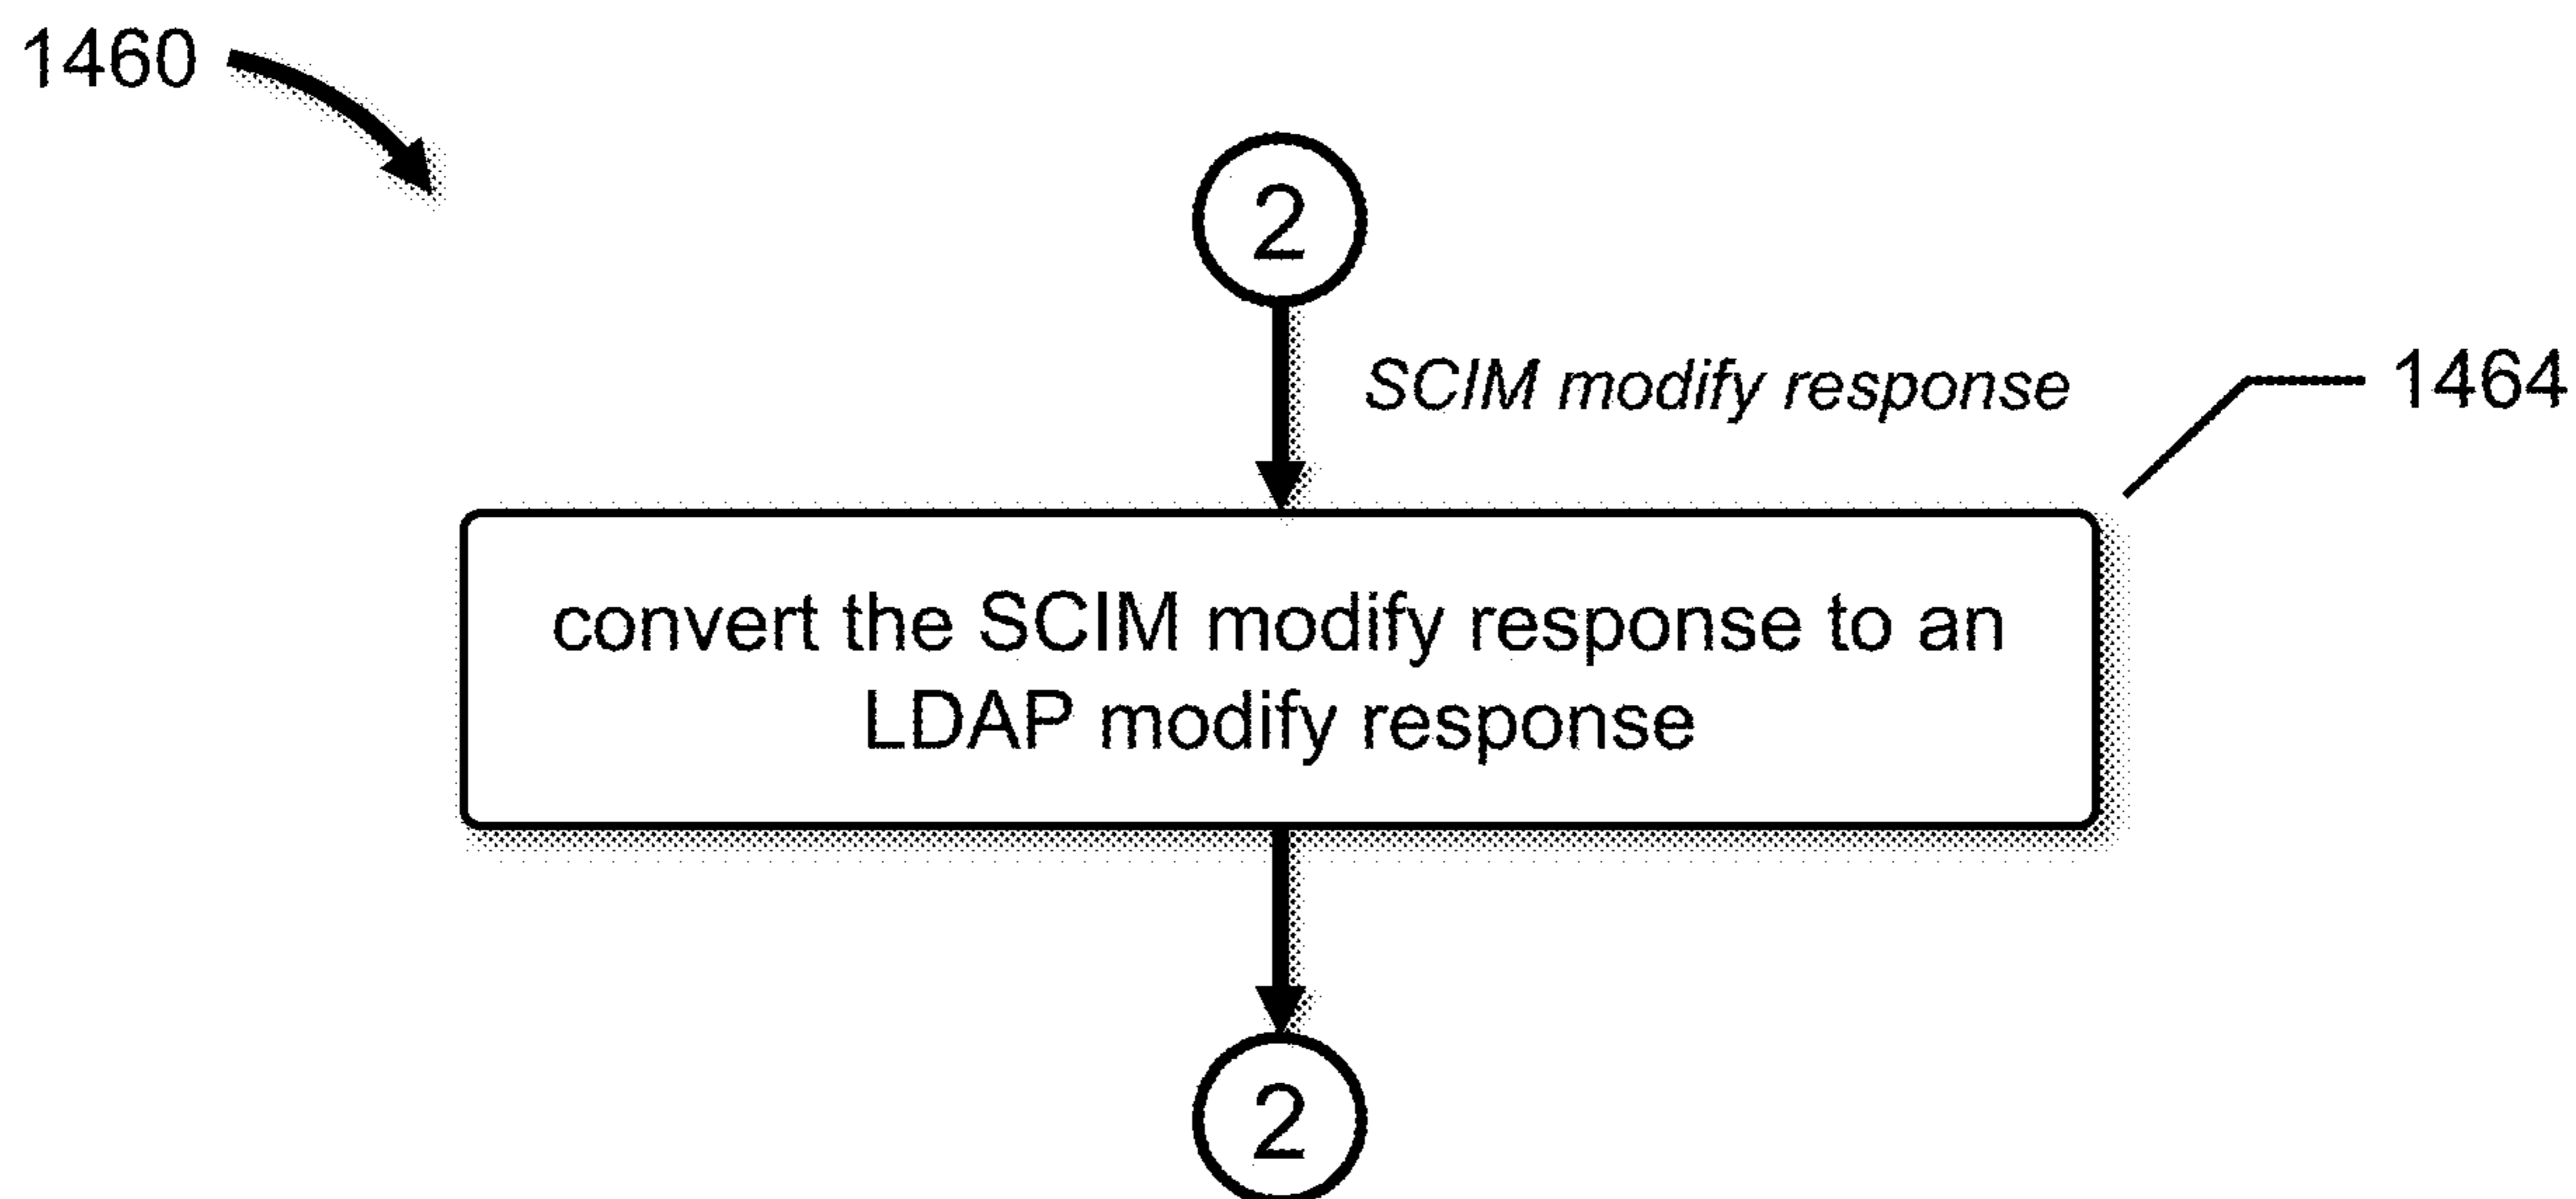 1460
2
SCIM modify response
1464
convert the SCIM modify response to an
LDAP modify response
2